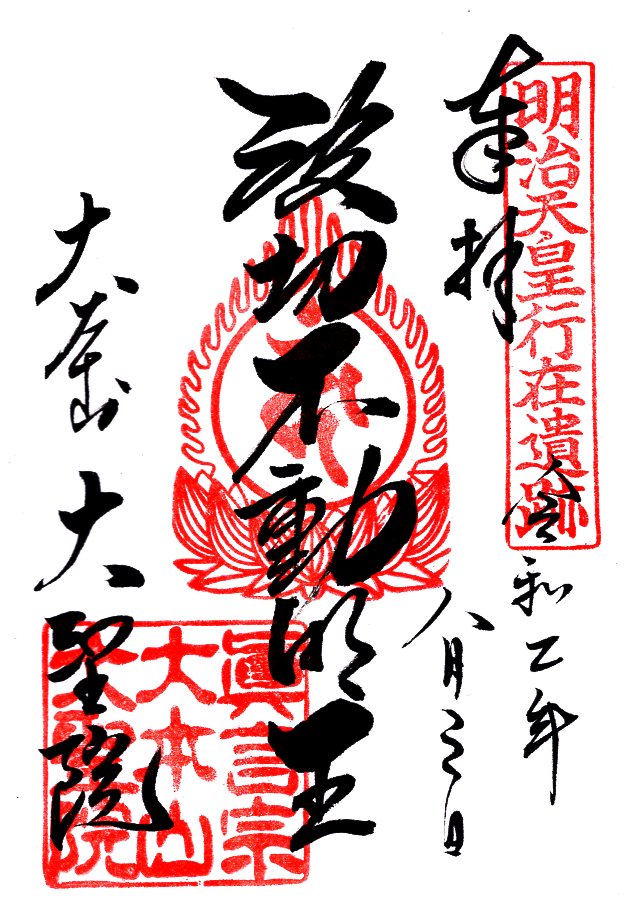 明治天皇行在遺跡
奉拝
令和二年
八月三日
波切不動明王
大本山 大聖院
眞言宗
大本山
大聖院